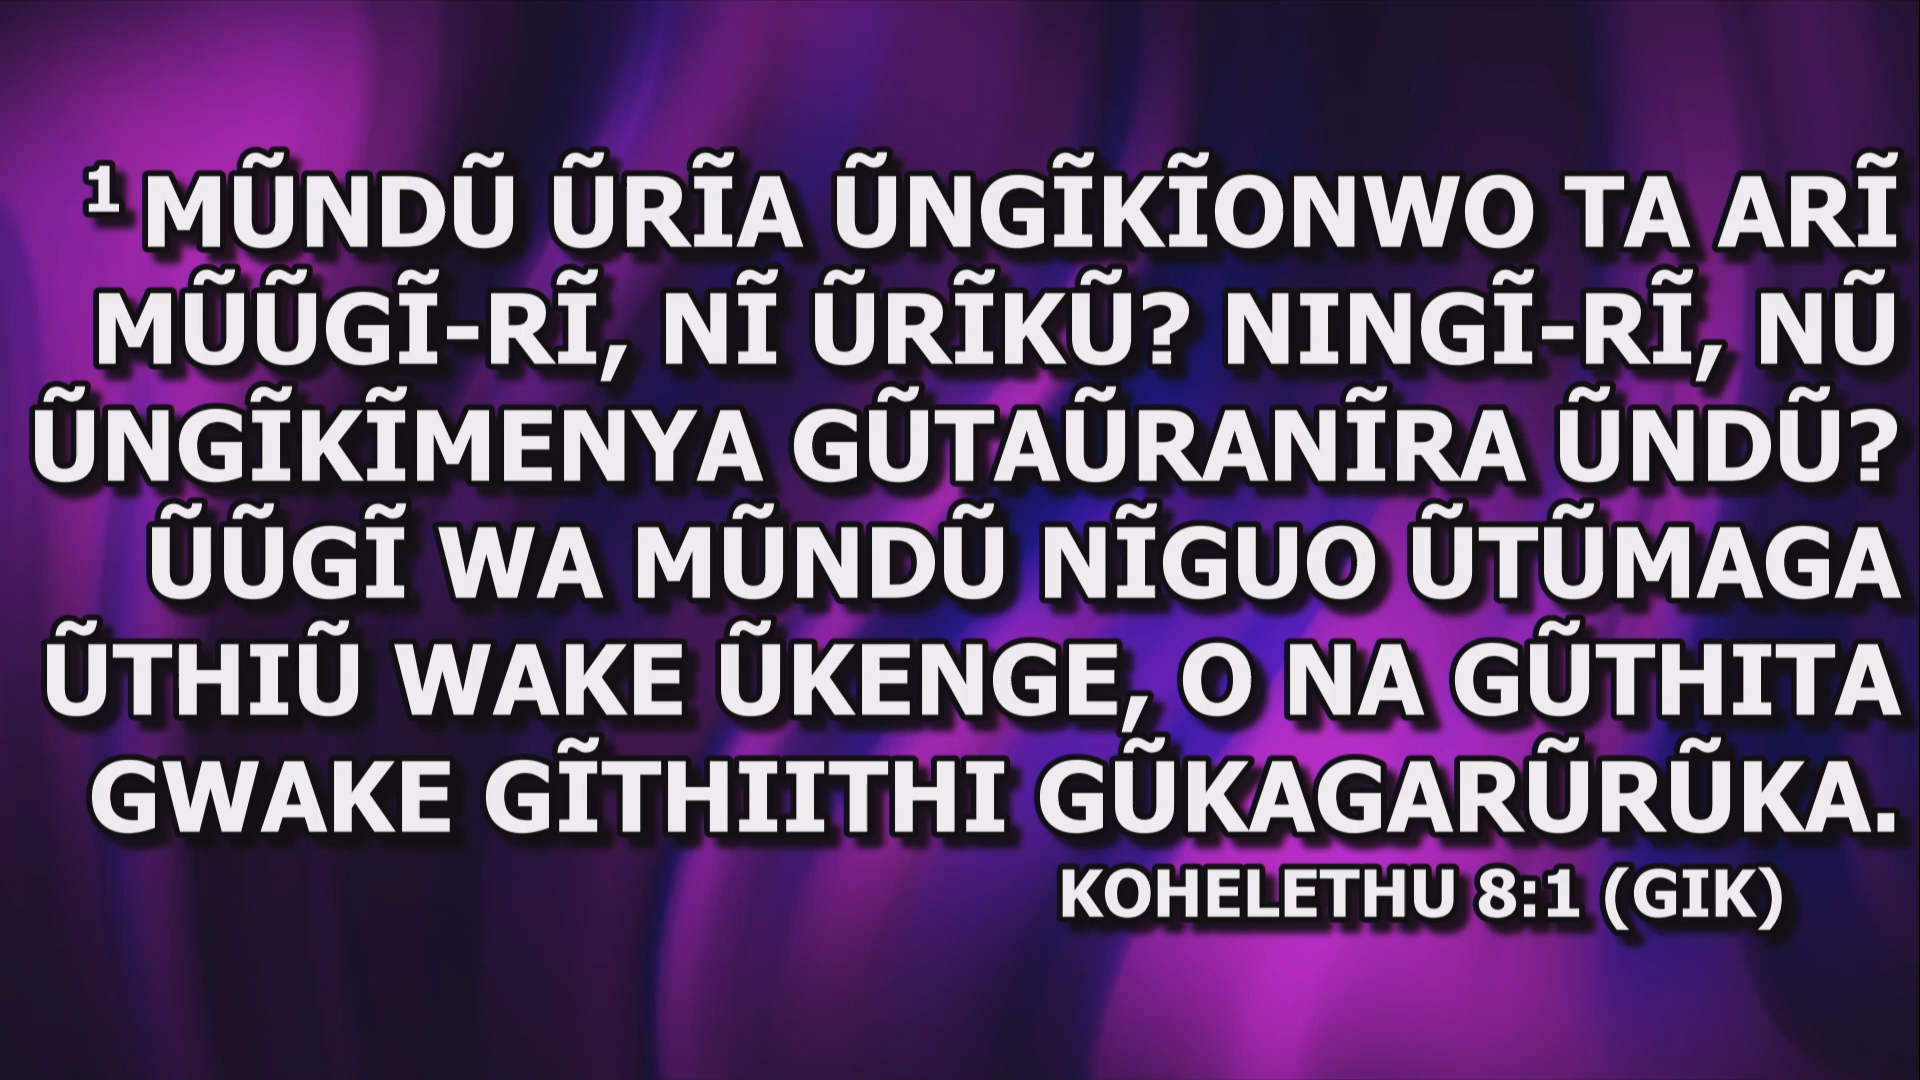 1 MŨNDŨ ŨRĨA ŨNGĨKĨONWO TA ARĨ
MŨŨGĨ-RĨ, NĨ ŨRĨKŨ? NINGĨ-RĨ, NŨ
ŨNGĨKĨMENYA GŨTAŨRANĨRA ŨNDŨ?
ŨŨGĨ WA MŨNDŨ NĨGUO ŨTŨMAGA
ŨTHIŨ WAKE ŨKENGE, O NA GŨTHITA
GWAKE GĨTHIITHI GŨKAGARŨRŨKA.
KOHELETHU 8:1 (GIK)